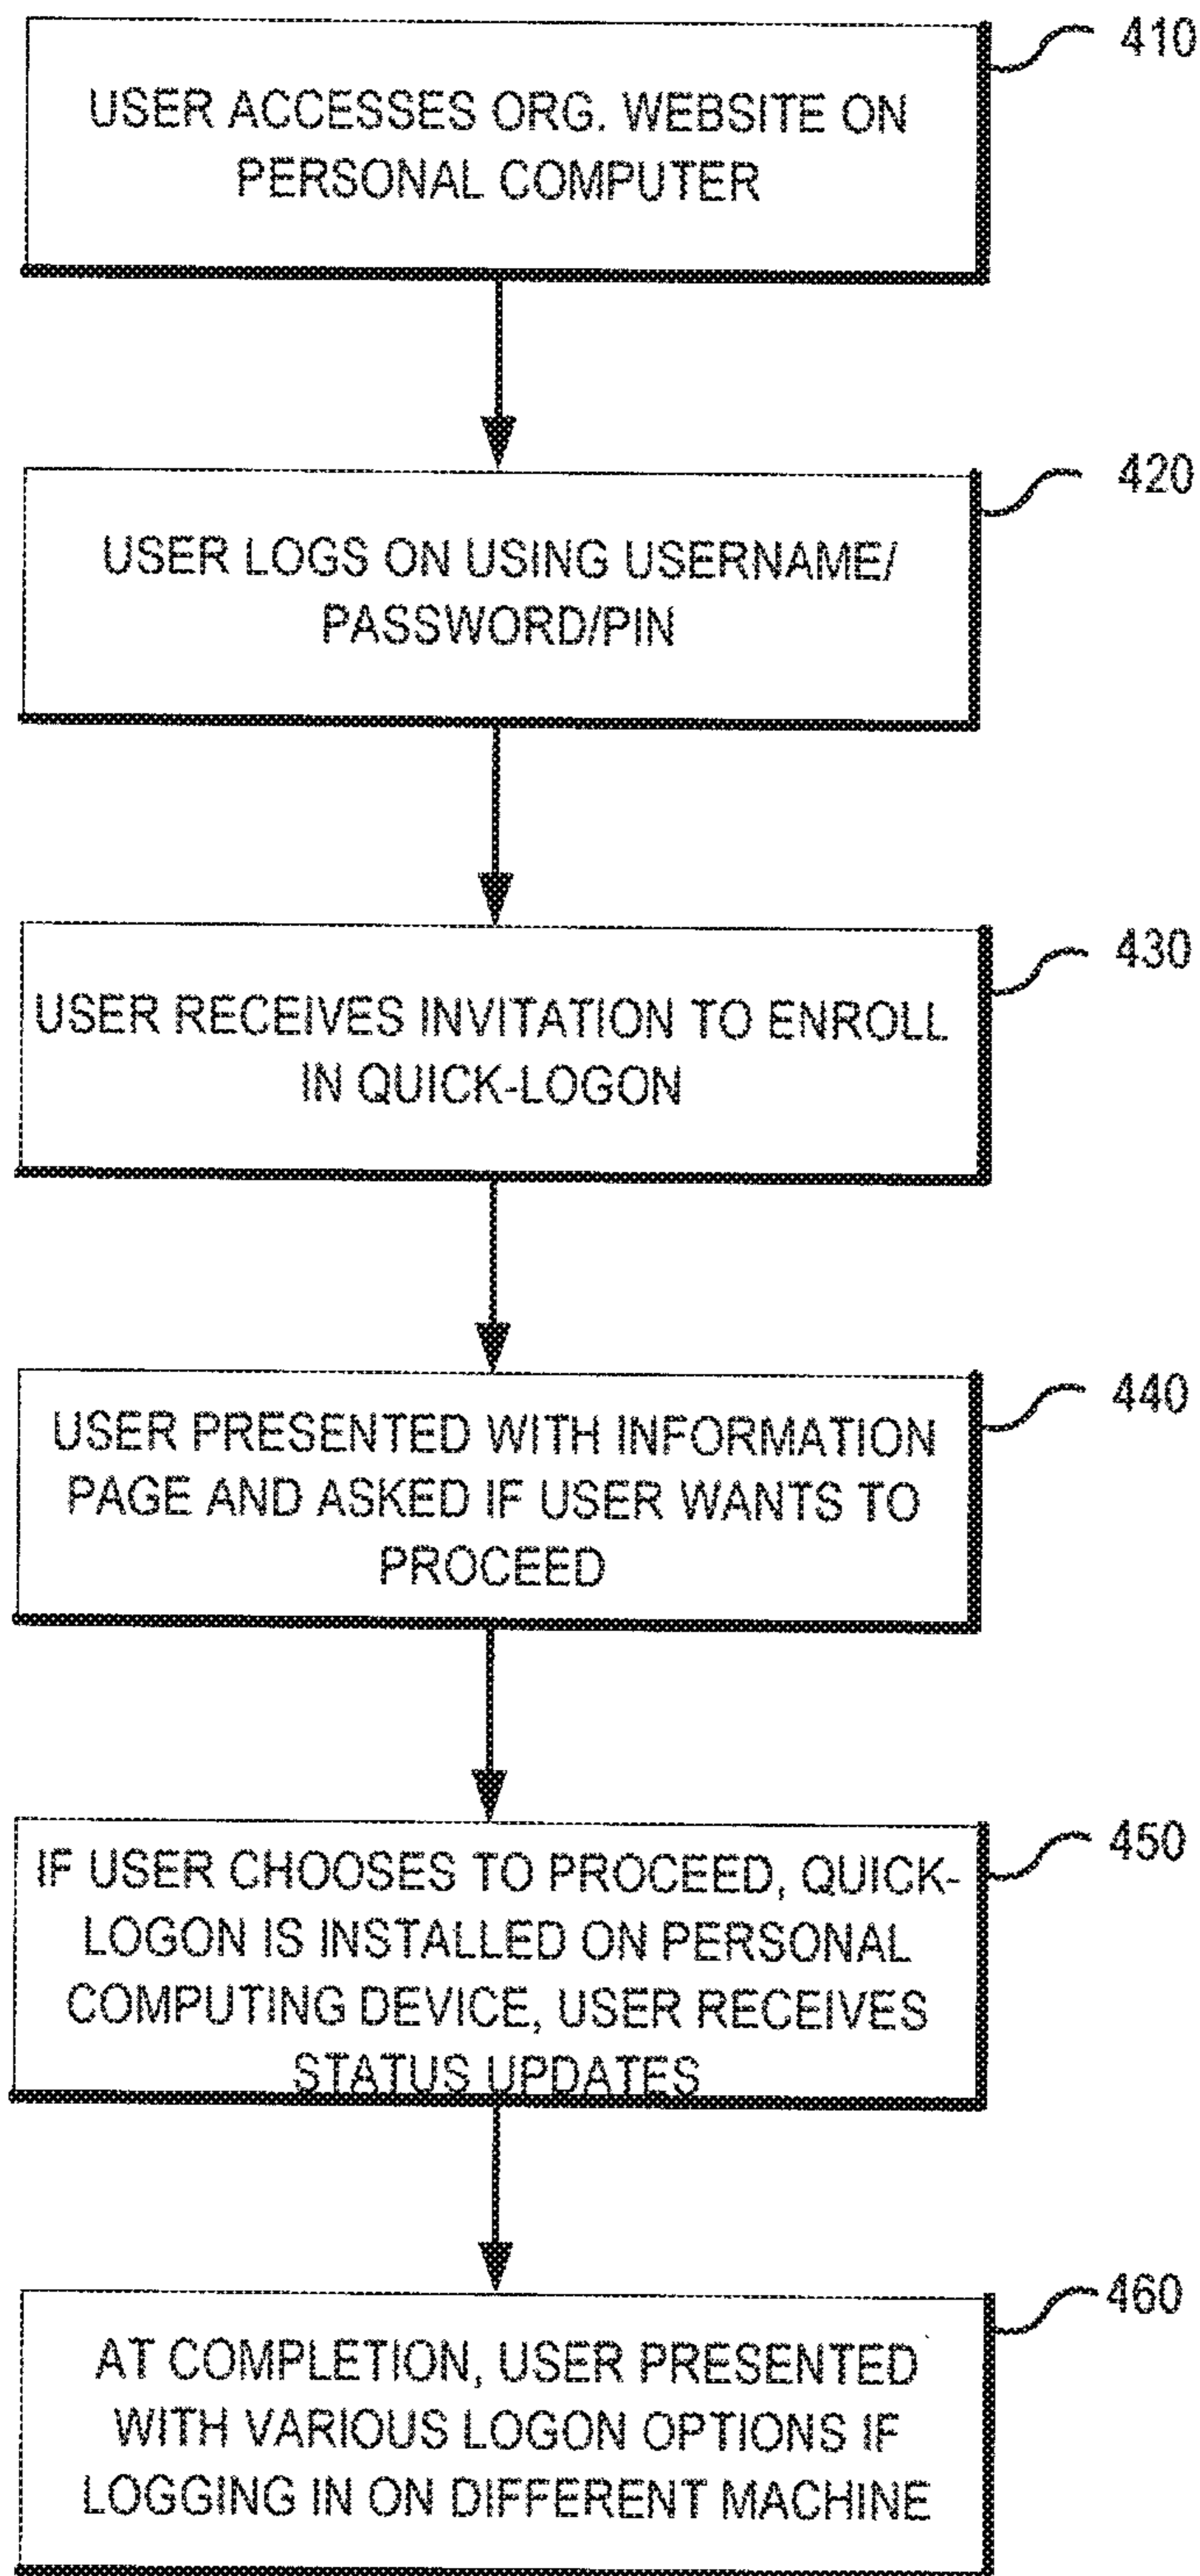 410
USER ACCESSES ORG. WEBSITE ON
PERSONAL COMPUTER
420
USER LOGS ON USING USERNAME/
PASSWORD/PIN
430
USER RECEIVES INVITATION TO ENROLL
IN QUICK-LOGON
440
USER PRESENTED WITH INFORMATION
PAGE AND ASKED IF USER WANTS TO
PROCEED
450
IF USER CHOOSES TO PROCEED, QUICK-
LOGON IS INSTALLED ON PERSONAL
COMPUTING DEVICE, USER RECEIVES
STATUS UPDATES
460
AT COMPLETION, USER PRESENTED
WITH VARIOUS LOGON OPTIONS IF
LOGGING IN ON DIFFERENT MACHINE